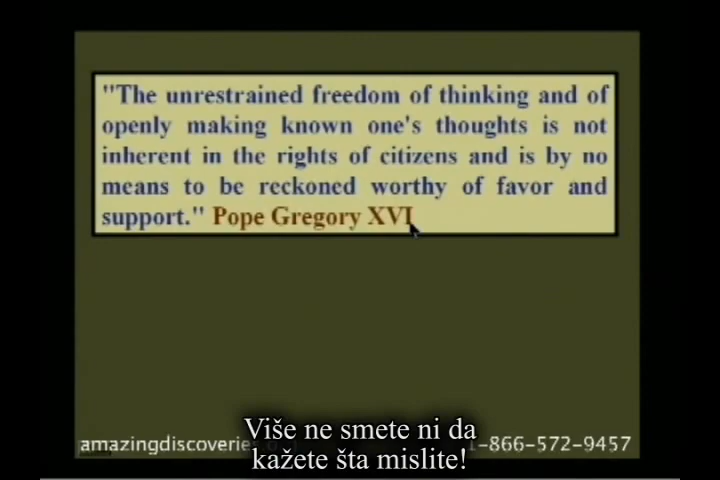 "The unrestrained freedom of thinking and of
openly making known one's thoughts is not
inherent in the rights of citizens and is by no
means to be reckoned worthy of favor and
support." Pope Gregory XVI
amazingdiscoveries
1-866-572-9457
Više ne smete ni da
kažete šta mislite!